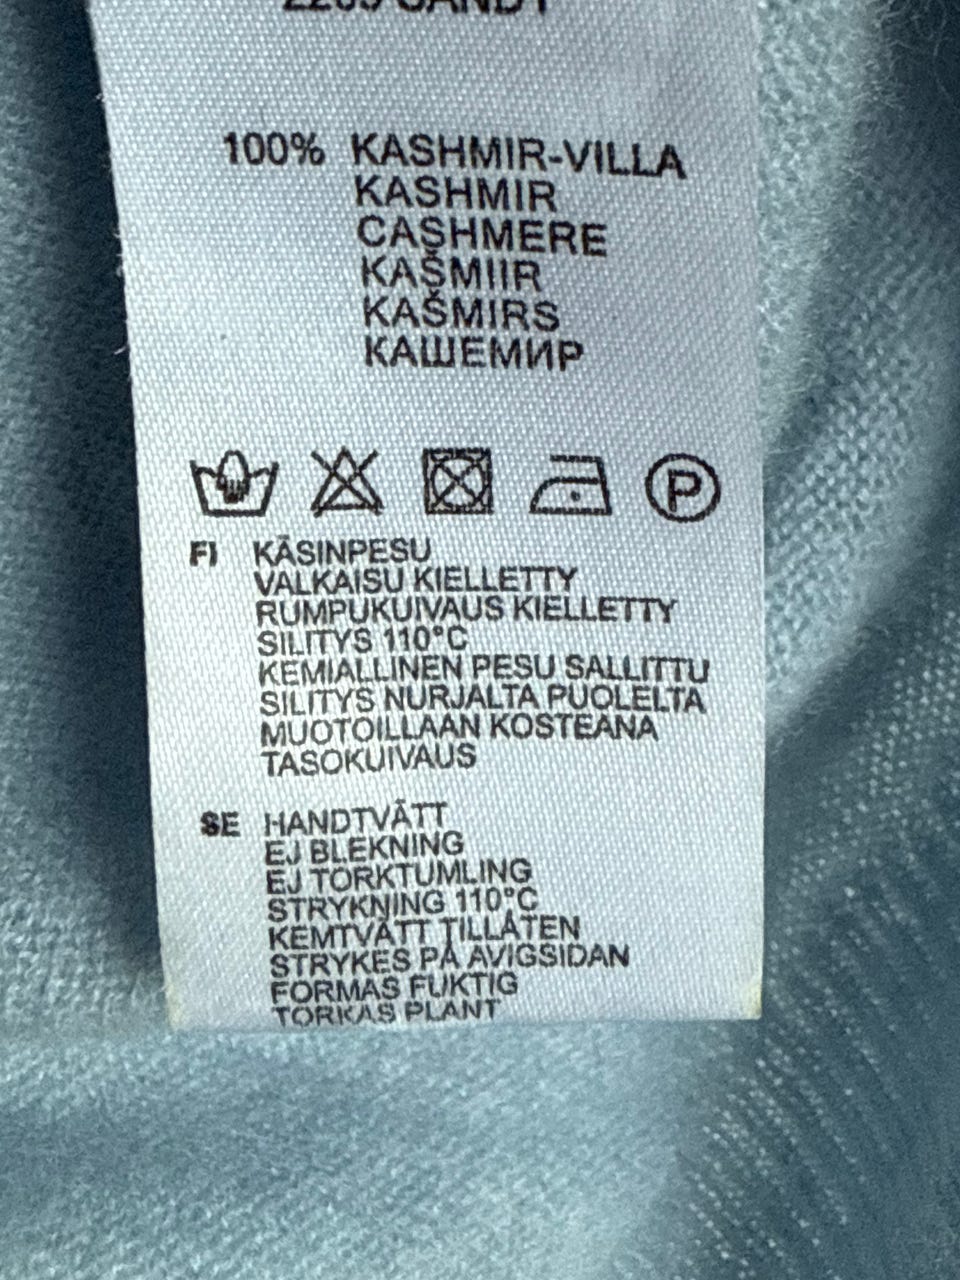 100% KASHMIR-VILLA
KASHMIR
CASHMERE
KAŠMIIR
KAŠMIRS
КАШЕМИР
P
FI KÄSINPESU
VALKAISU KIELLETTY
RUMPUKUIVAUS KIELLETTY
SILITYS 110°C
KEMIALLINEN PESU SALLITTU
SILITYS NURJALTA PUOLELTA
MUOTOILLAAN KOSTEANA
TASOKUIVAUS
SE HANDTVÄTT
EJ BLEKNING
EJ TORKTUMLING
STRYKNING 110°C
KEMTVÄTT TILLÅTEN
STRYKES PÅ AVIGSIDAN
FORMAS FUKTIG
TORKAS PLANT